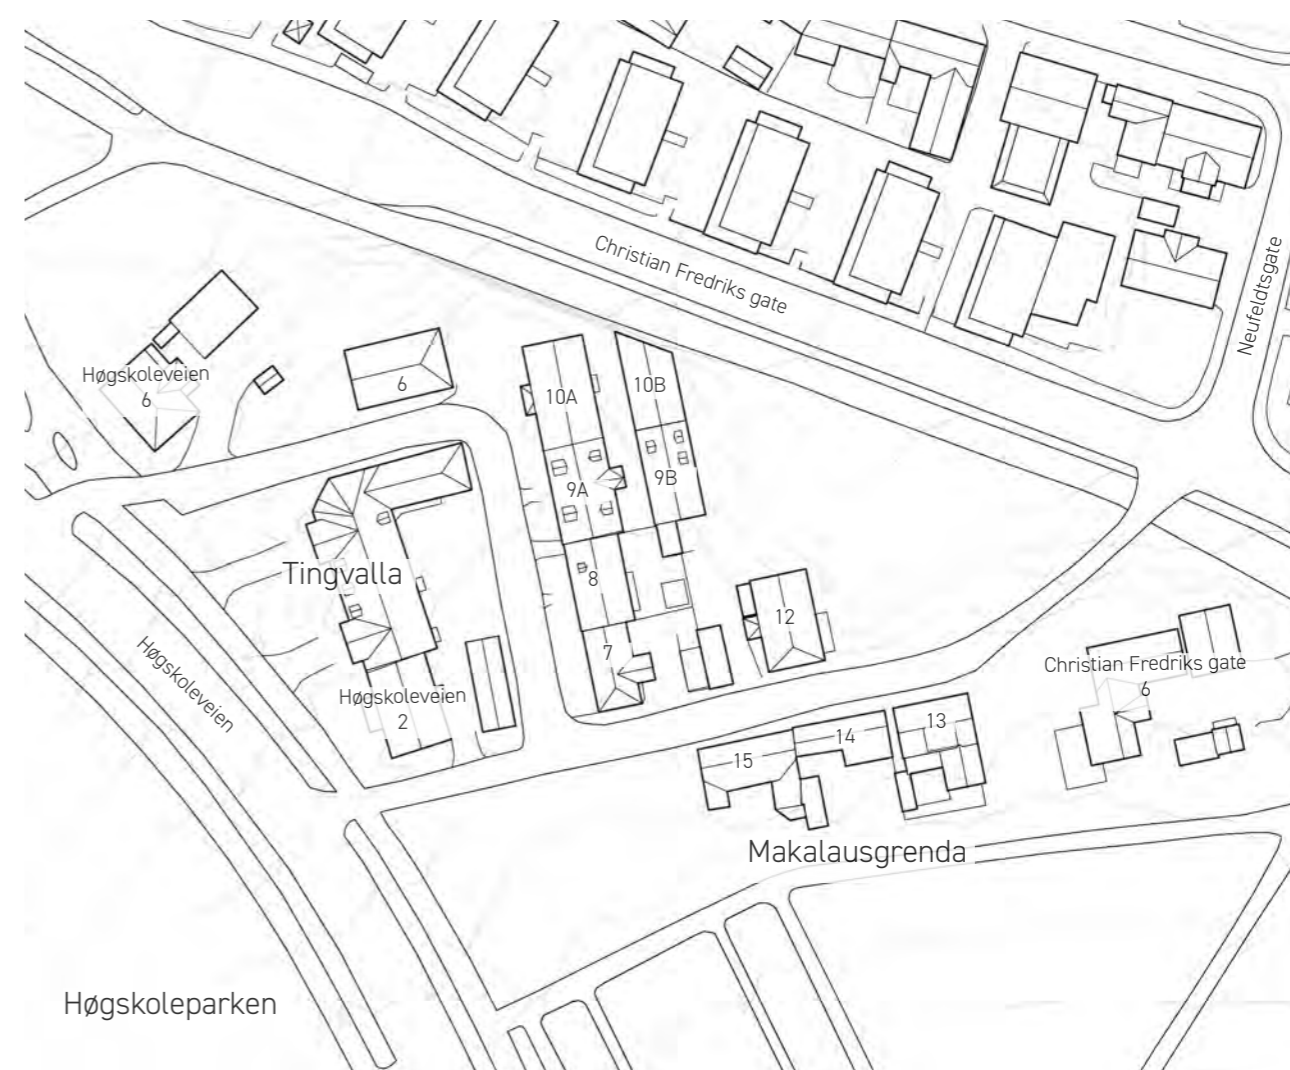 Christian Fredriks gate
Neufeldtsgate
Høgskoleveien
6
6
10A
10B
9A
9B
Tingvalla
8
12
7
Høgskoleveien
Høgskoleveien
2
Christian Fredriks gate
6
13
14
15
Makalausgrenda
Høgskoleparken